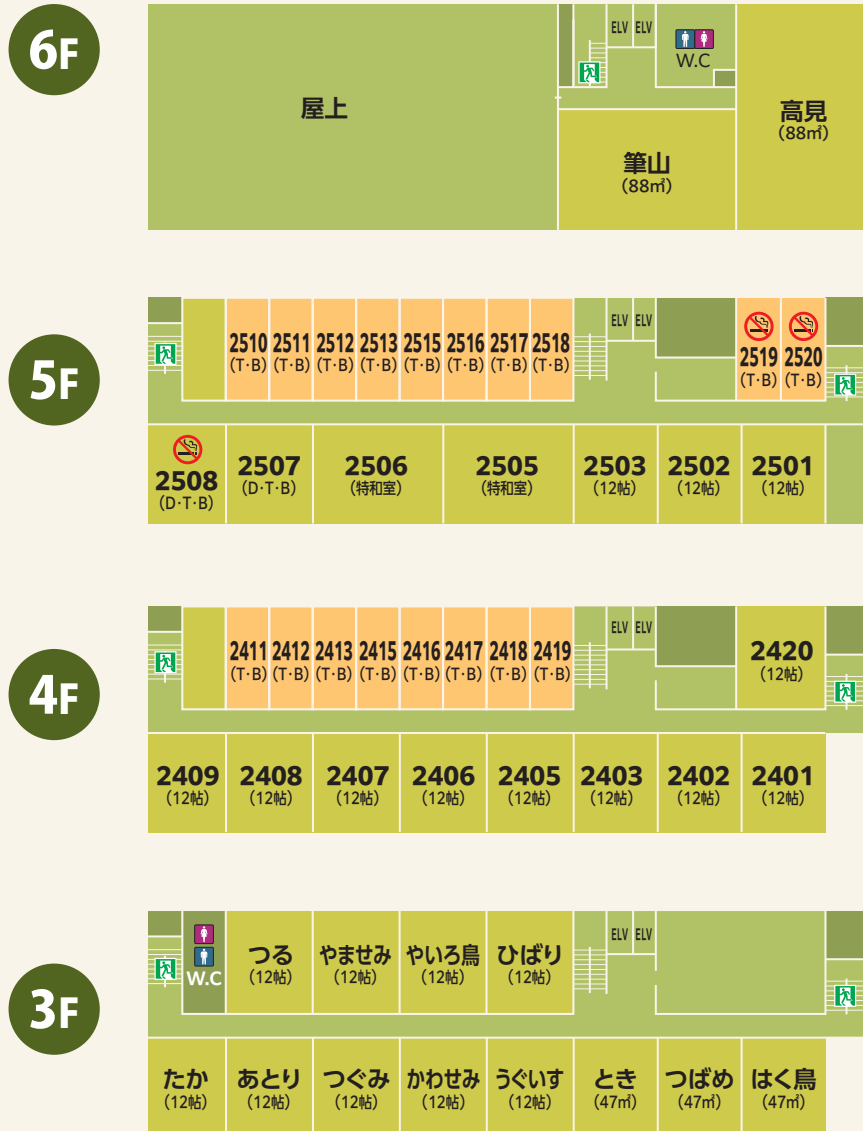 6F
ELV ELV
W.C
屋上
高見
(88㎡)
筆山
(88㎡)
5F
ELV ELV
2510 2511 2512 2513 2515 2516 2517 2518 2519 2520
(T·B) (T·B) (T·B) (T·B) (T·B) (T·B) (T·B) (T·B) (T·B) (T·B)
2508 2507 2506 2505 2503 2502 2501
(D·T·B) (D·T·B) (特和室) (特和室) (12帖) (12帖) (12帖)
4F
ELV ELV
2411 2412 2413 2415 2416 2417 2418 2419 2420
(T·B) (T·B) (T·B) (T·B) (T·B) (T·B) (T·B) (T·B) (12帖)
2409 2408 2407 2406 2405 2403 2402 2401
(12帖) (12帖) (12帖) (12帖) (12帖) (12帖) (12帖) (12帖)
3F
ELV ELV
W.C
つる やませみ やいろ鳥 ひばり
(12帖) (12帖) (12帖) (12帖)
たか あとり つぐみ かわせみ うぐいす とき つばめ はく鳥
(12帖) (12帖) (12帖) (12帖) (12帖) (47㎡) (47㎡) (47㎡)